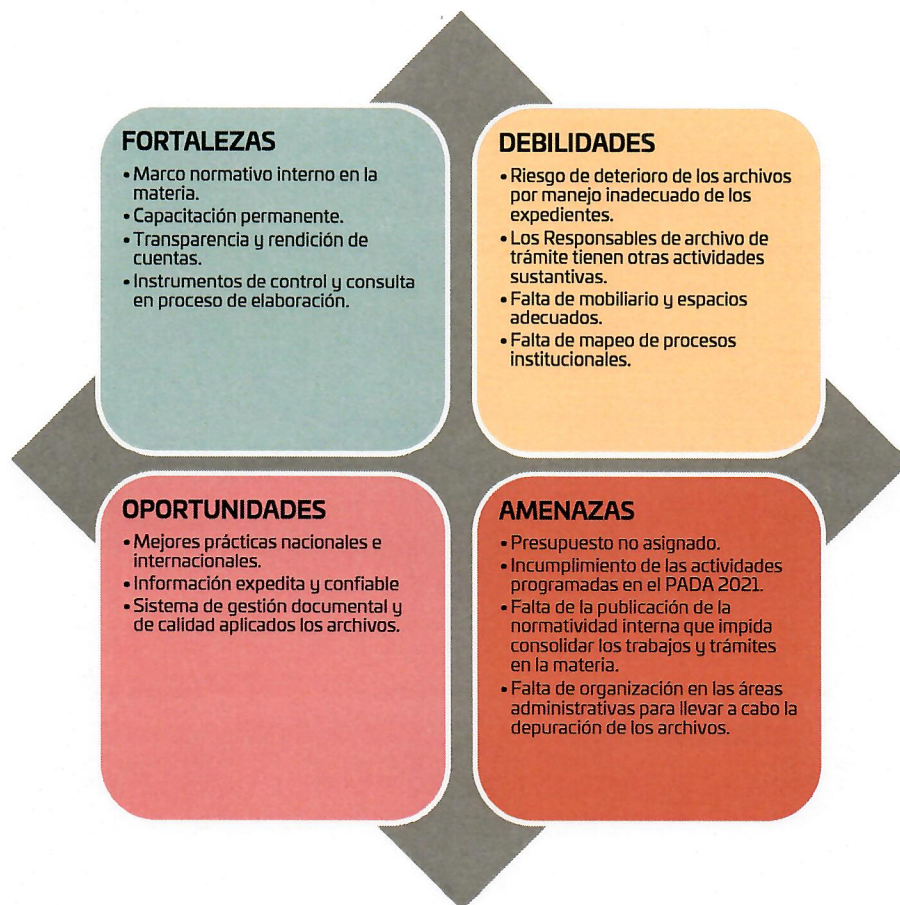 FORTALEZAS
• Marco normativo interno en la
materia.
• Capacitación permanente.
• Transparencia y rendición de
cuentas.
• Instrumentos de control y consulta
en proceso de elaboración.
DEBILIDADES
• Riesgo de deterioro de los archivos
por manejo inadecuado de los
expedientes.
• Los Responsables de archivo de
trámite tienen otras actividades
sustantivas.
• Falta de mobiliario y espacios
adecuados.
• Falta de mapeo de procesos
institucionales.
OPORTUNIDADES
• Mejores prácticas nacionales e
internacionales.
• Información expedita y confiable
• Sistema de gestión documental y
de calidad aplicados los archivos.
AMENAZAS
• Presupuesto no asignado.
• Incumplimiento de las actividades
programadas en el PADA 2021.
• Falta de la publicación de la
normatividad interna que impida
consolidar los trabajos y trámites
en la materia.
• Falta de organización en las áreas
administrativas para llevar a cabo la
depuración de los archivos.